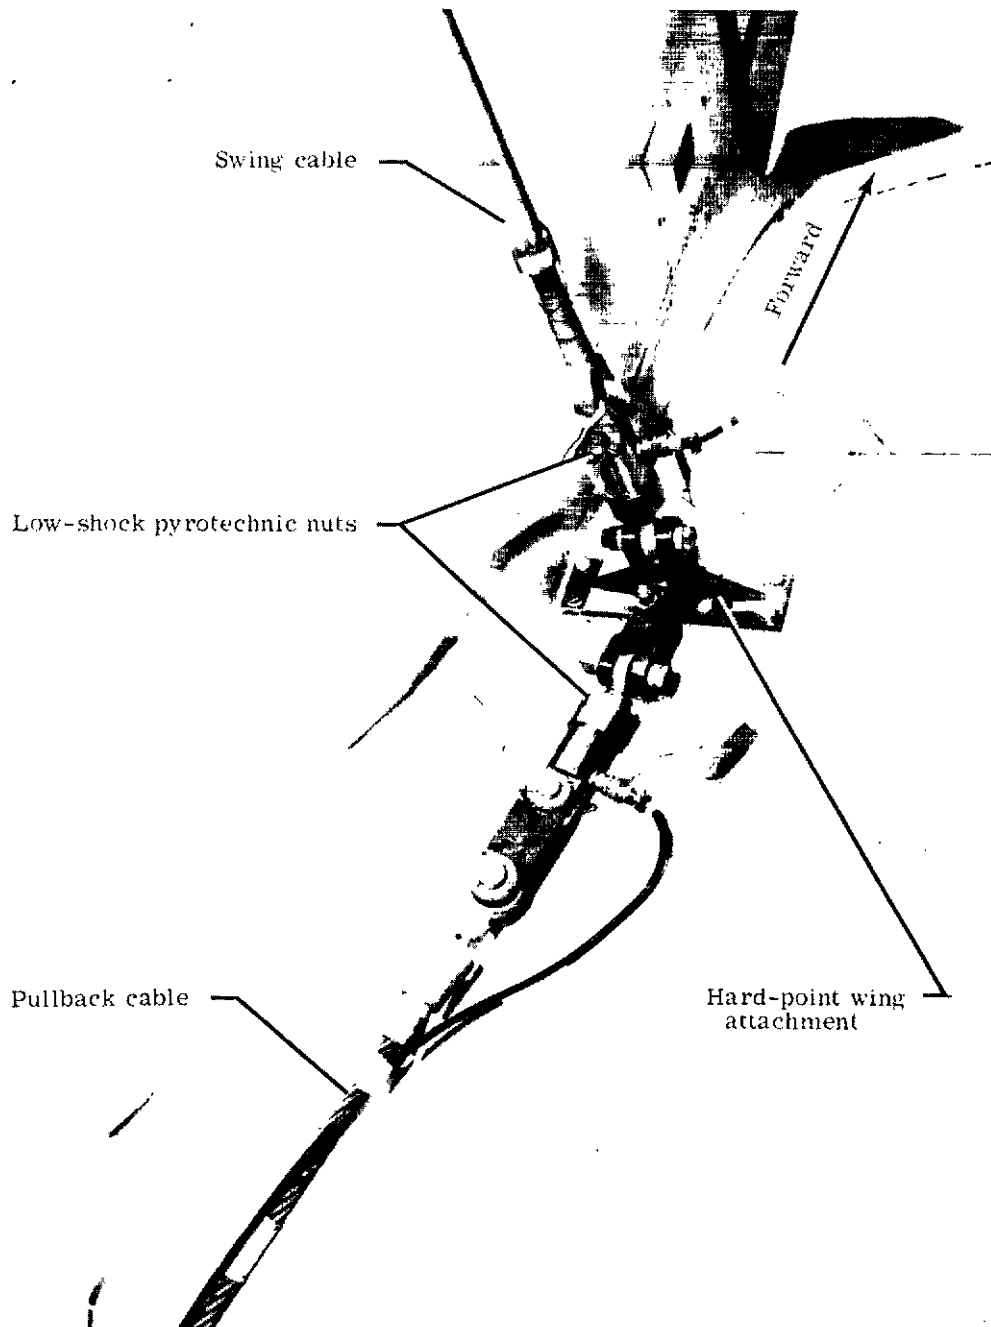 Swing cable
Forward
Low-shock pyrotechnic nuts
Pullback cable
Hard-point wing
attachment